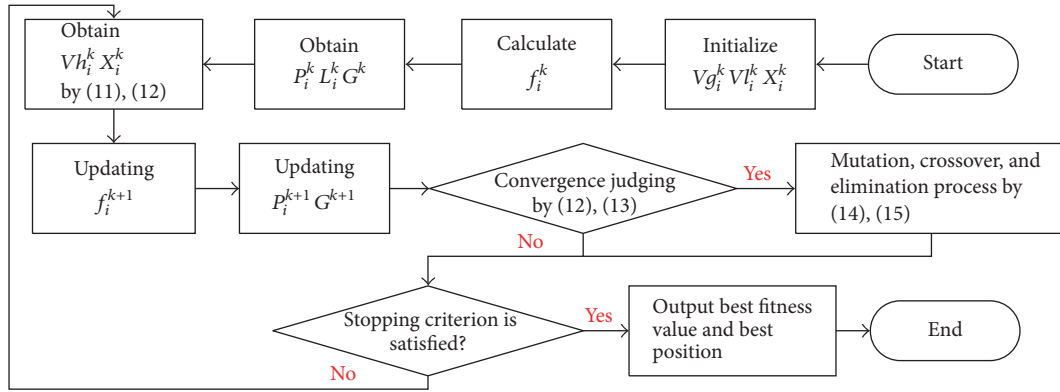 Start
Initialize
Vg_i^k Vl_i^k X_i^k
Calculate
f_i^k
Obtain
P_i^k L_i^k G^k
Obtain
Vh_i^k X_i^k
by (11), (12)
Updating
f_i^{k+1}
Updating
P_i^{k+1} G^{k+1}
Convergence judging
by (12), (13)
Yes
Mutation, crossover, and
elimination process by
(14), (15)
No
Stopping criterion is
satisfied?
Yes
Output best fitness
value and best
position
End
No